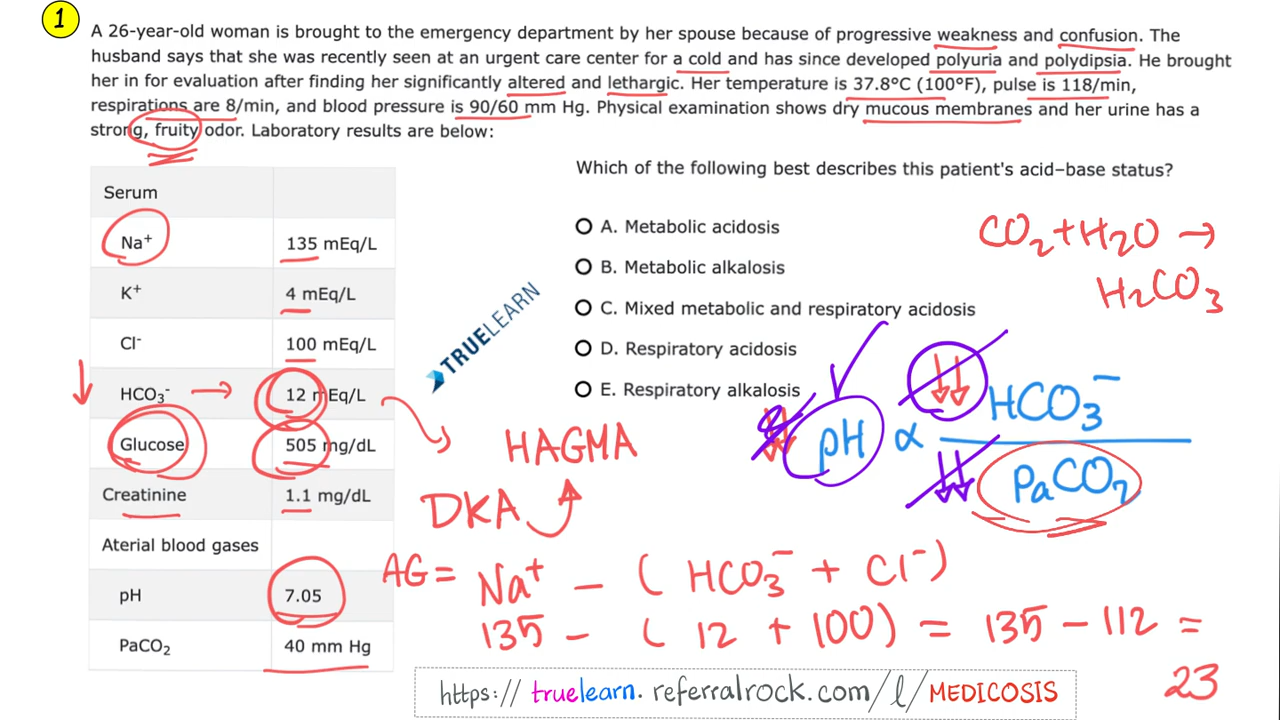 1
A 26-year-old woman is brought to the emergency department by her spouse because of progressive weakness and confusion. The
husband says that she was recently seen at an urgent care center for a cold and has since developed polyuria and polydipsia. He brought
her in for evaluation after finding her significantly altered and lethargic. Her temperature is 37.8°C (100°F), pulse is 118/min,
respirations are 8/min, and blood pressure is 90/60 mm Hg. Physical examination shows dry mucous membranes and her urine has a
strong, fruity odor. Laboratory results are below:
Which of the following best describes this patient's acid–base status?
Serum
Na⁺ 135 mEq/L
K⁺ 4 mEq/L
Cl⁻ 100 mEq/L
HCO₃⁻ → 12 mEq/L
Glucose 505 mg/dL
Creatinine 1.1 mg/dL
Aterial blood gases
pH 7.05
PaCO₂ 40 mm Hg
A. Metabolic acidosis
B. Metabolic alkalosis
C. Mixed metabolic and respiratory acidosis
D. Respiratory acidosis
E. Respiratory alkalosis
TRUELEARN
CO₂+H₂O →
H₂CO₃
HAGMA
DKA
pH ∝ HCO₃⁻
PaCO₂
AG = Na⁺ − ( HCO₃⁻ + Cl⁻)
135 − ( 12 + 100) = 135 − 112 =
23
https:// truelearn. referralrock.com/l/MEDICOSIS